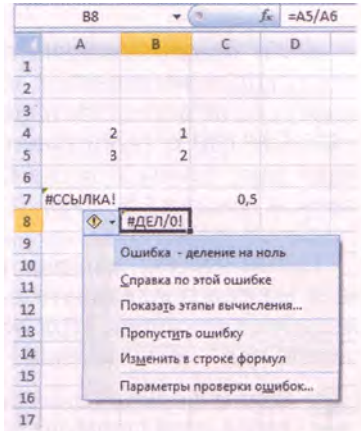 B8 fx =A5/A6
A B C D
1
2
3
4 2 1
5 3 2
6
7 #ССЫЛКА! 0,5
8 #ДЕЛ/0!
9 Ошибка - деление на ноль
10 Справка по этой ошибке
11
12 Показать этапы вычисления...
13 Пропустить ошибку
14 Изменить в строке формул
15
16 Параметры проверки ошибок...
17